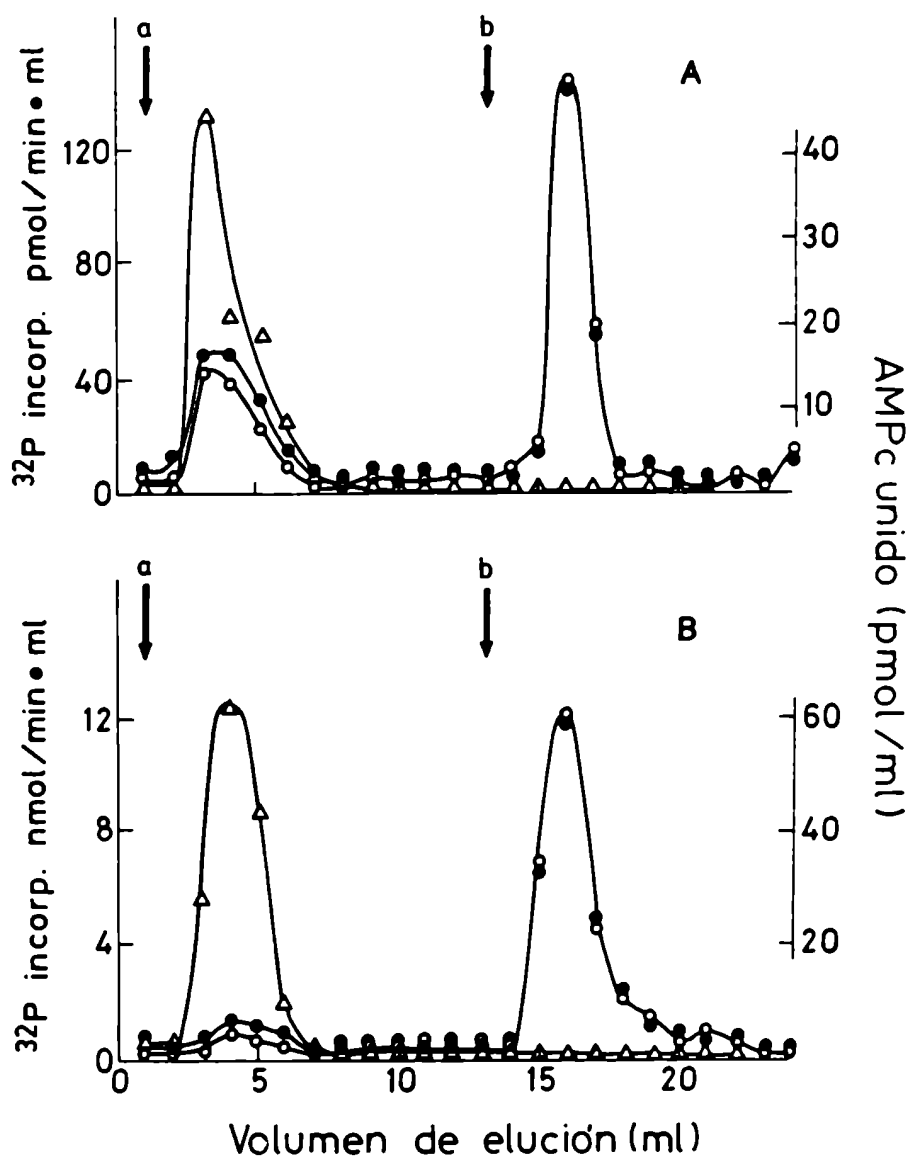 a b
A
³²P incorp. pmol/min•ml
120
80
40
0
40
30
20
10
AMPc unido (pmol/ml)
a b
B
³²P incorp. nmol/min•ml
12
8
4
0
60
40
20
0 5 10 15 20
Volumen de elución (ml)